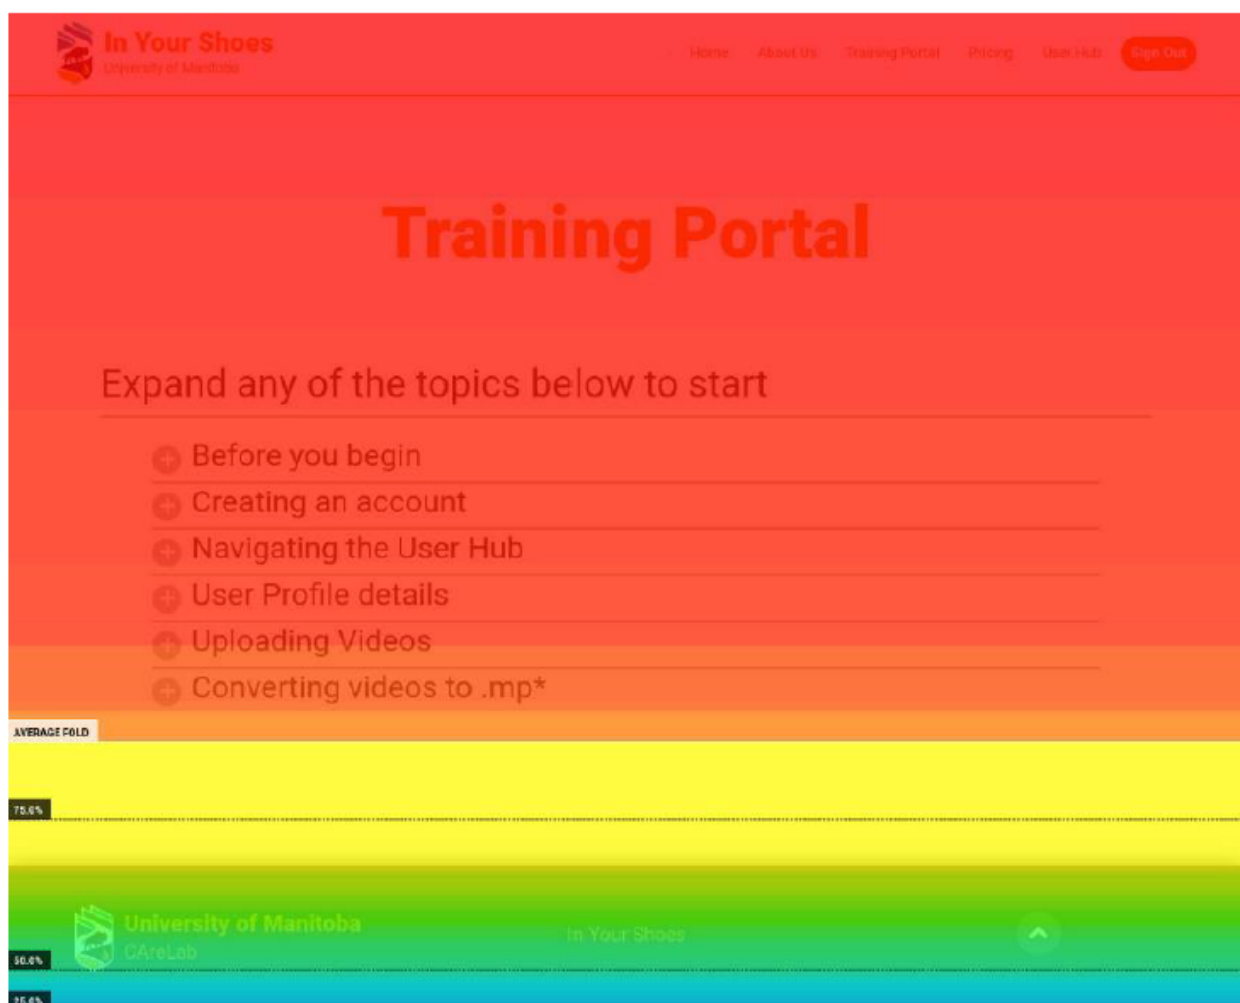 In Your Shoes
University of Manitoba
Home About Us Training Portal Pricing User Hub Sign Out
Training Portal
Expand any of the topics below to start
Before you begin
Creating an account
Navigating the User Hub
User Profile details
Uploading Videos
Converting videos to .mp*
AVERAGE FOLD
75.0%
University of Manitoba
CAreLab
In Your Shoes
50.0%
25.0%